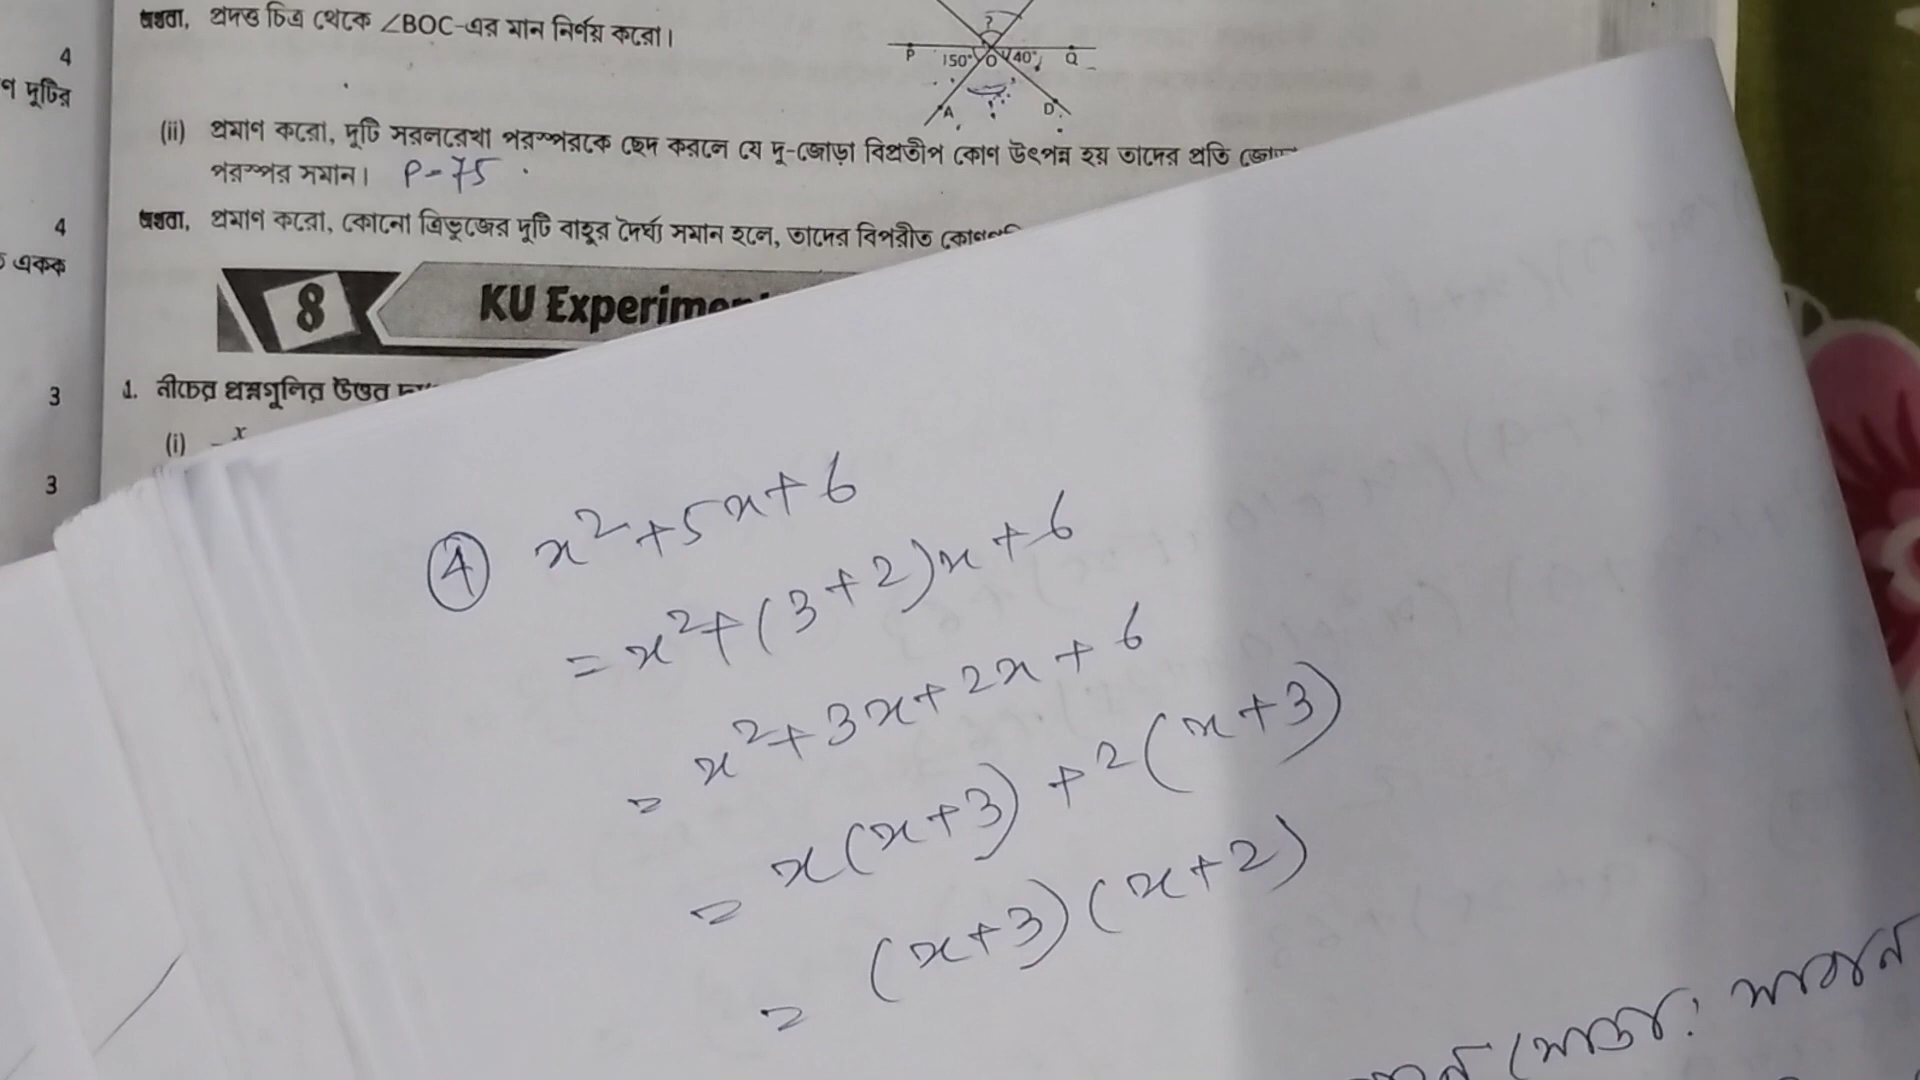 অথবা, প্রদত্ত চিত্র থেকে ∠BOC-এর মান নির্ণয় করো।
?
P 150° O 40° Q
A D
4
ণ দুটির
(ii) প্রমাণ করো, দুটি সরলরেখা পরস্পরকে ছেদ করলে যে দু-জোড়া বিপ্রতীপ কোণ উৎপন্ন হয় তাদের প্রতি
পরস্পর সমান। P-75
4
অথবা, প্রমাণ করো, কোনো ত্রিভুজের দুটি বাহুর দৈর্ঘ্য সমান হলে, তাদের বিপরীত
একক
8 KU
3
1. নীচের প্রশ্নগুলির উত্তর
(i) x
3
4 x²+5x+6
= x²+(3+2)x+6
= x²+3x+2x+6
= x(x+3)+2(x+3)
= (x+3)(x+2)